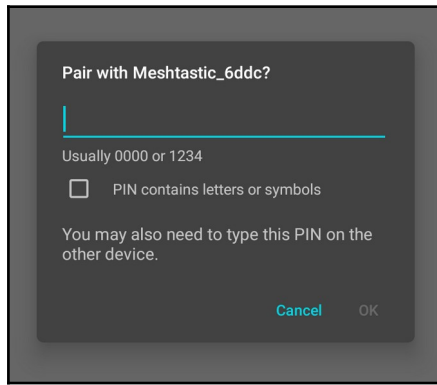 Pair with Meshtastic_6ddc?
Usually 0000 or 1234
PIN contains letters or symbols
You may also need to type this PIN on the
other device.
Cancel OK